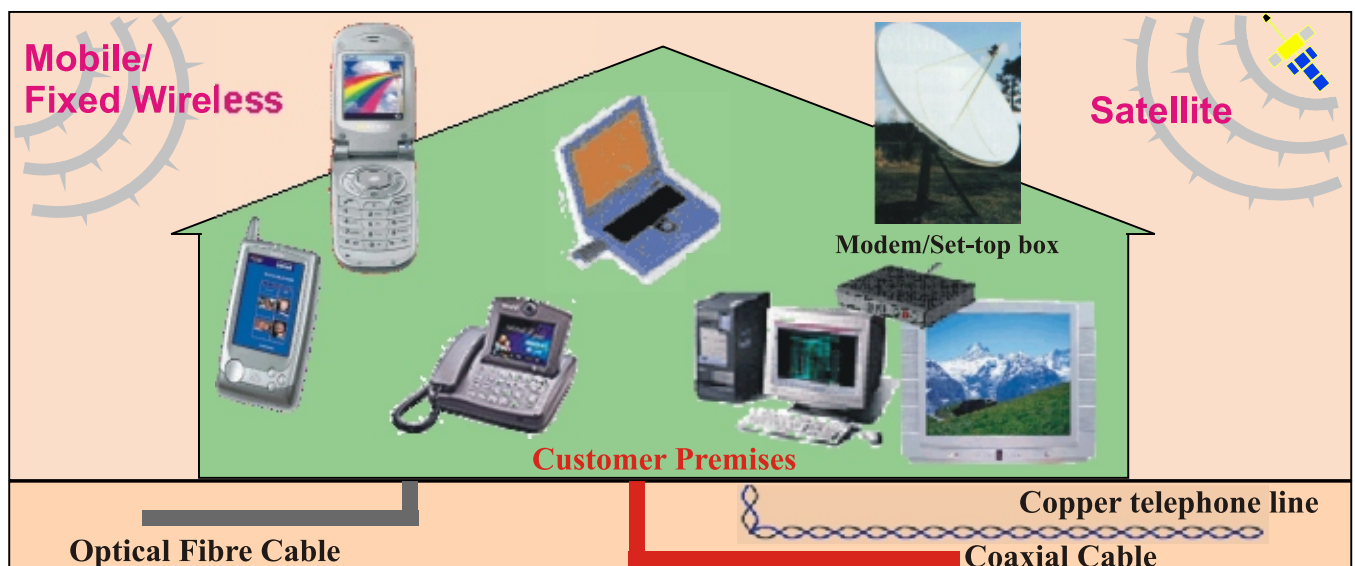 Mobile/
Fixed Wireless
Satellite
Modem/Set-top box
Customer Premises
Copper telephone line
Optical Fibre Cable
Coaxial Cable